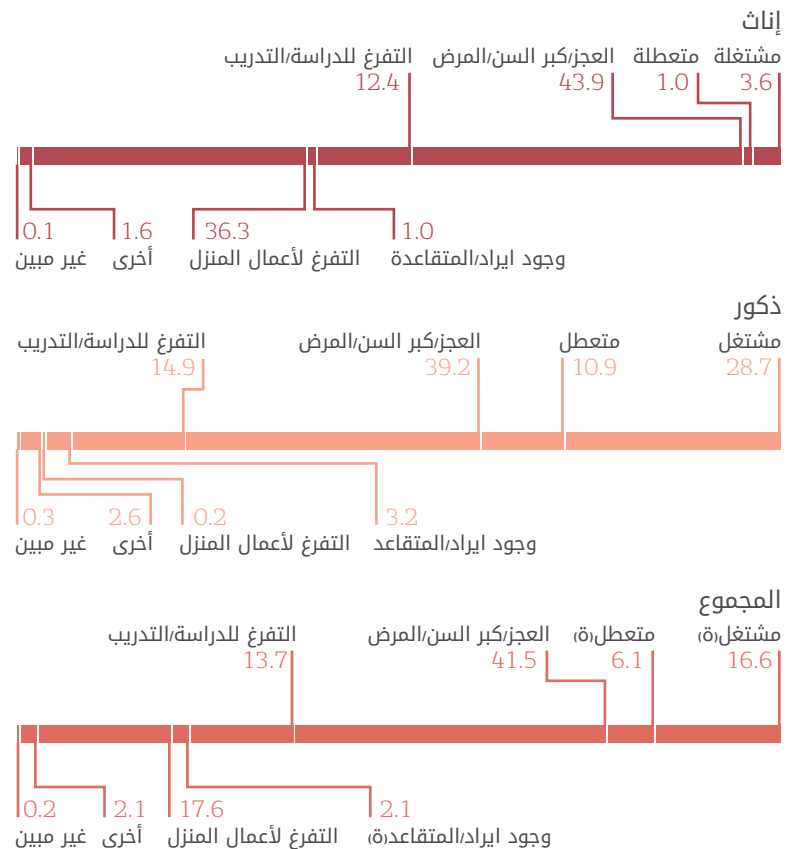 إناث
مشتغلة متعطلة العجز/كبر السن/المرض التفرغ للدراسة/التدريب
3.6 1.0 43.9 12.4
1.0 36.3 1.6 0.1
وجود ايراد/المتقاعدة التفرغ لأعمال المنزل أخرى غير مبين
ذكور
مشتغل متعطل العجز/كبر السن/المرض التفرغ للدراسة/التدريب
28.7 10.9 39.2 14.9
3.2 0.2 2.6 0.3
وجود ايراد/المتقاعد التفرغ لأعمال المنزل أخرى غير مبين
المجموع
مشتغل(ة) متعطل(ة) العجز/كبر السن/المرض التفرغ للدراسة/التدريب
16.6 6.1 41.5 13.7
2.1 17.6 2.1 0.2
وجود ايراد/المتقاعد(ة) التفرغ لأعمال المنزل أخرى غير مبين